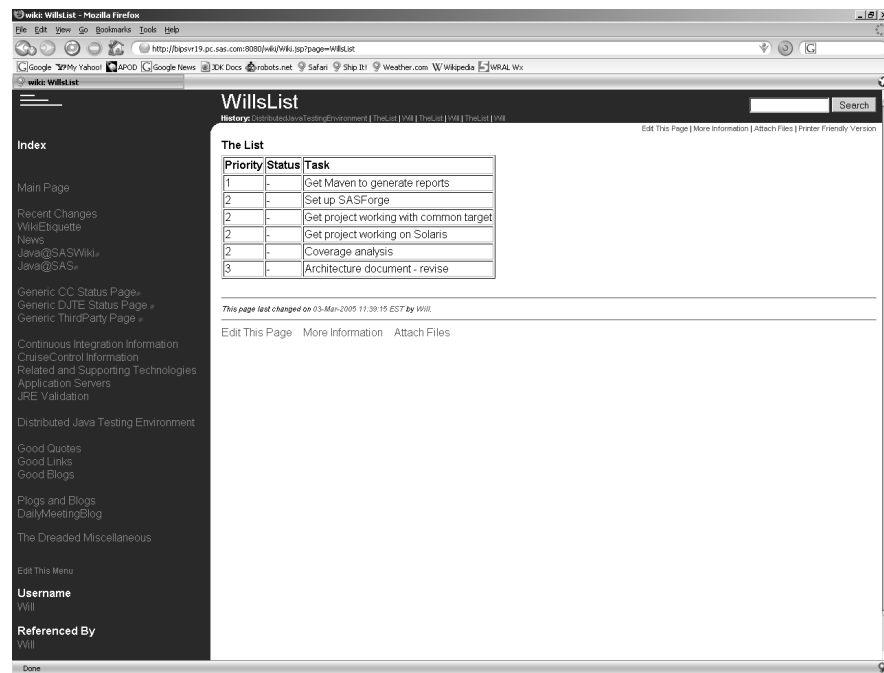 wiki: WillsList - Mozilla Firefox
File Edit View Go Bookmarks Tools Help
http://bipsvr19.pc.sas.com:8080/wiki/Wiki.jsp?page=WillsList
Google My Yahoo! APOD Google News JDK Docs robots.net Safari Ship It! Weather.com Wikipedia WRAL Wx
wiki: WillsList
WillsList
Search
History: DistributedJavaTestingEnvironment | TheList | Will | TheList | Will | TheList | Will
Edit This Page | More Information | Attach Files | Printer Friendly Version
Index
Main Page
Recent Changes
WikiEtiquette
News
Java@SASWiki
Java@SAS
Generic CC Status Page
Generic DJTE Status Page
Generic ThirdParty Page
Continuous Integration Information
CruiseControl Information
Related and Supporting Technologies
Application Servers
JRE Validation
Distributed Java Testing Environment
Good Quotes
Good Links
Good Blogs
Plogs and Blogs
DailyMeetingBlog
The Dreaded Miscellaneous
Edit This Menu
Username
Will
Referenced By
Will
The List
Priority Status Task
1 - Get Maven to generate reports
2 - Set up SASForge
2 - Get project working with common target
2 - Get project working on Solaris
2 - Coverage analysis
3 - Architecture document - revise
This page last changed on 03-Mar-2005 11:39:15 EST by Will.
Edit This Page More Information Attach Files
Done